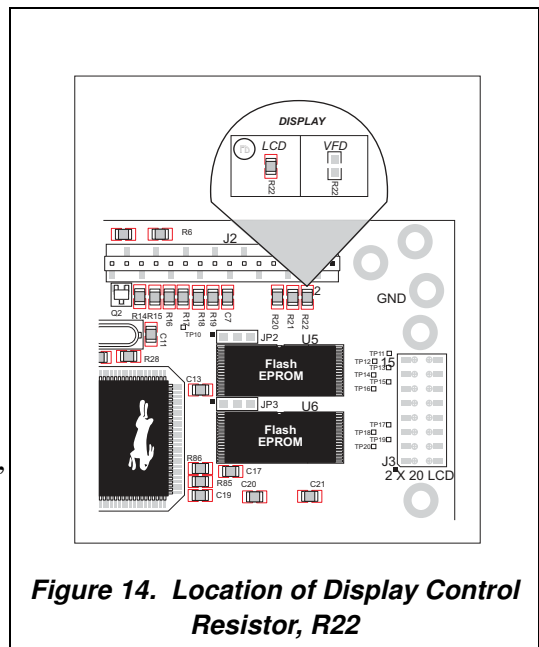 DISPLAY
LCD
VFD
R22
R22
R6
J2
Q2
R14
R15
R16
R17
R18
R19
C7
R20
R21
R22
GND
TP10
C11
R28
JP2
U5
Flash
EPROM
C13
JP3
U6
Flash
EPROM
TP11
TP12
TP13
15
TP14
TP15
TP16
TP17
TP18
TP19
TP20
R86
R85
C17
C19
C20
C21
J3
2 X 20 LCD
,
Figure 14. Location of Display Control
Resistor, R22